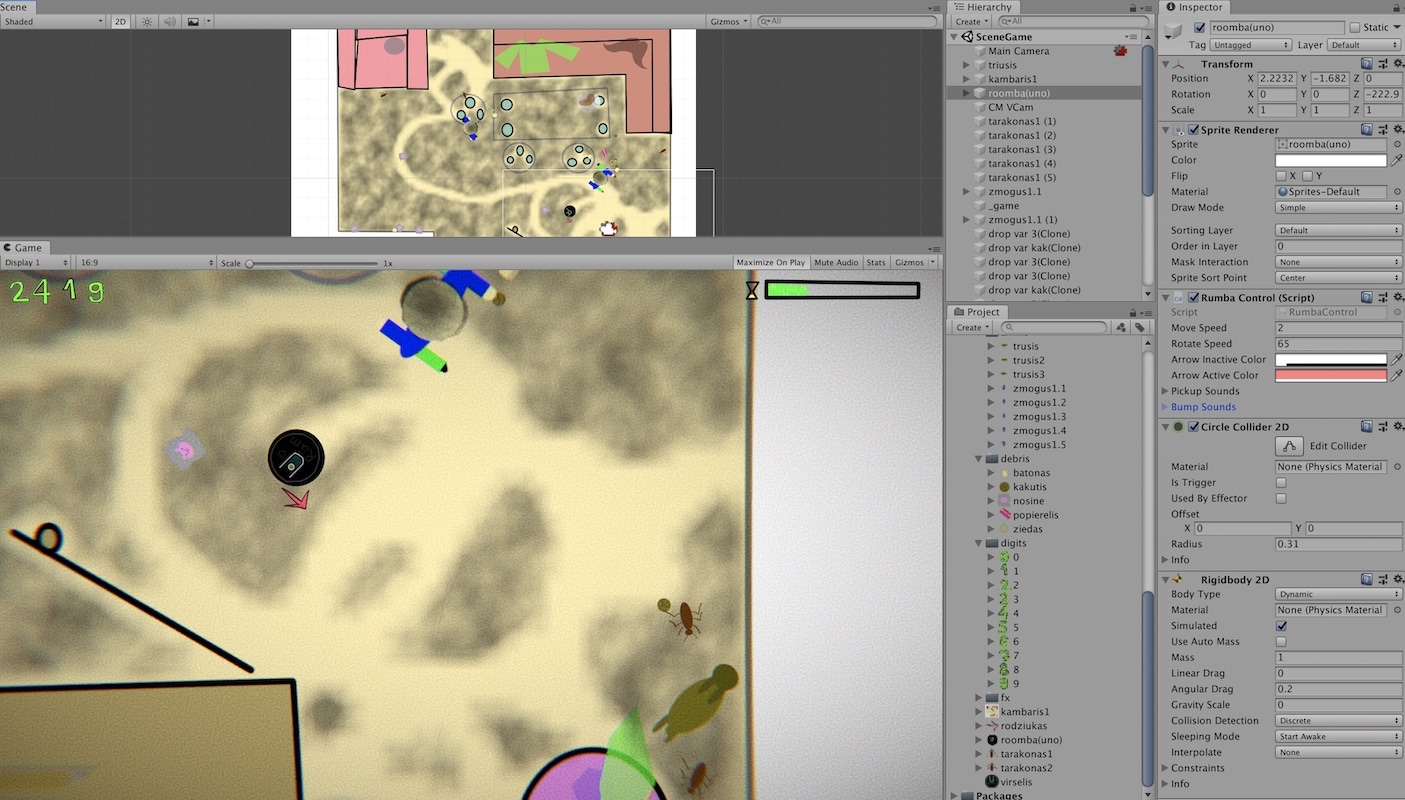 Scene
Shaded 2D Gizmos All
Game
Display 1 16:9 Scale 1x Maximize On Play Mute Audio Stats Gizmos
2419
Hierarchy
Create All
SceneGame
Main Camera
triusis
kambaris1
roomba(uno)
CM VCam
tarakonas1 (1)
tarakonas1 (2)
tarakonas1 (3)
tarakonas1 (4)
tarakonas1 (5)
zmogus1.1
_game
zmogus1.1 (1)
drop var 3(Clone)
drop var kak(Clone)
drop var 3(Clone)
drop var 3(Clone)
drop var kak(Clone)
Project
Create
trusis
trusis2
trusis3
zmogus1.1
zmogus1.2
zmogus1.3
zmogus1.4
zmogus1.5
debris
batonas
kakutis
nosine
popierelis
ziedas
digits
0
1
2
3
4
5
6
7
8
9
fx
kambaris1
rodziukas
roomba(uno)
tarakonas1
tarakonas2
virselis
Packages
Inspector
roomba(uno) Static
Tag Untagged Layer Default
Transform
Position X 2.2232 Y -1.682 Z 0
Rotation X 0 Y 0 Z -222.9
Scale X 1 Y 1 Z 1
Sprite Renderer
Sprite roomba(uno)
Color
Flip X Y
Material Sprites-Default
Draw Mode Simple
Sorting Layer Default
Order in Layer 0
Mask Interaction None
Sprite Sort Point Center
Rumba Control (Script)
Script RumbaControl
Move Speed 2
Rotate Speed 65
Arrow Inactive Color
Arrow Active Color
Pickup Sounds
Bump Sounds
Circle Collider 2D
Edit Collider
Material None (Physics Material
Is Trigger
Used By Effector
Offset
X 0 Y 0
Radius 0.31
Info
Rigidbody 2D
Body Type Dynamic
Material None (Physics Material
Simulated
Use Auto Mass
Mass 1
Linear Drag 0
Angular Drag 0.2
Gravity Scale 0
Collision Detection Discrete
Sleeping Mode Start Awake
Interpolate None
Constraints
Info